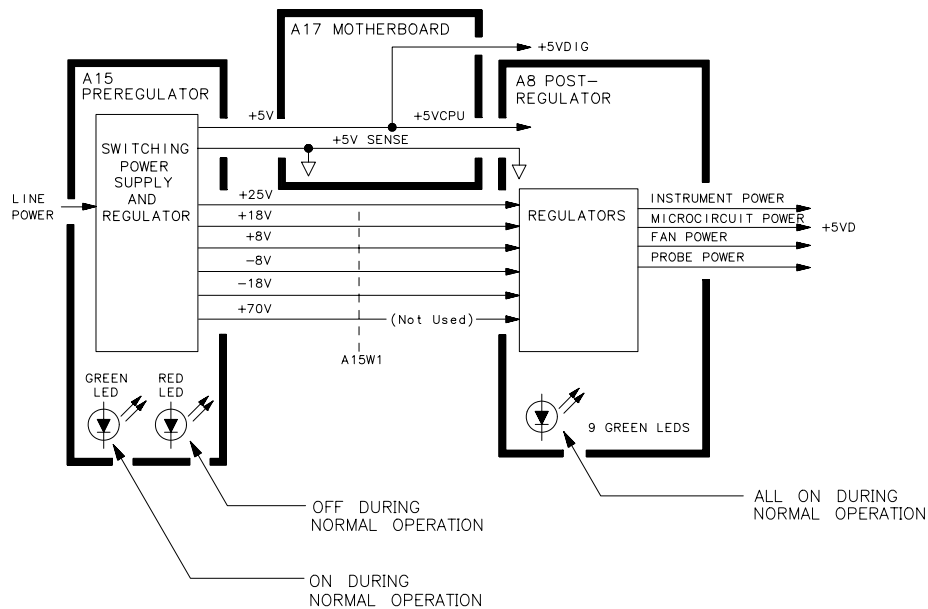 A17 MOTHERBOARD
+5VDIG
A15
PREREGULATOR
A8 POST-
REGULATOR
+5V
+5VCPU
+5V SENSE
SWITCHING
POWER
SUPPLY
AND
REGULATOR
LINE
POWER
+25V
+18V
+8V
-8V
-18V
+70V
(Not Used)
A15W1
REGULATORS
INSTRUMENT POWER
MICROCIRCUIT POWER
+5VD
FAN POWER
PROBE POWER
GREEN
LED
RED
LED
9 GREEN LEDS
OFF DURING
NORMAL OPERATION
ALL ON DURING
NORMAL OPERATION
ON DURING
NORMAL OPERATION